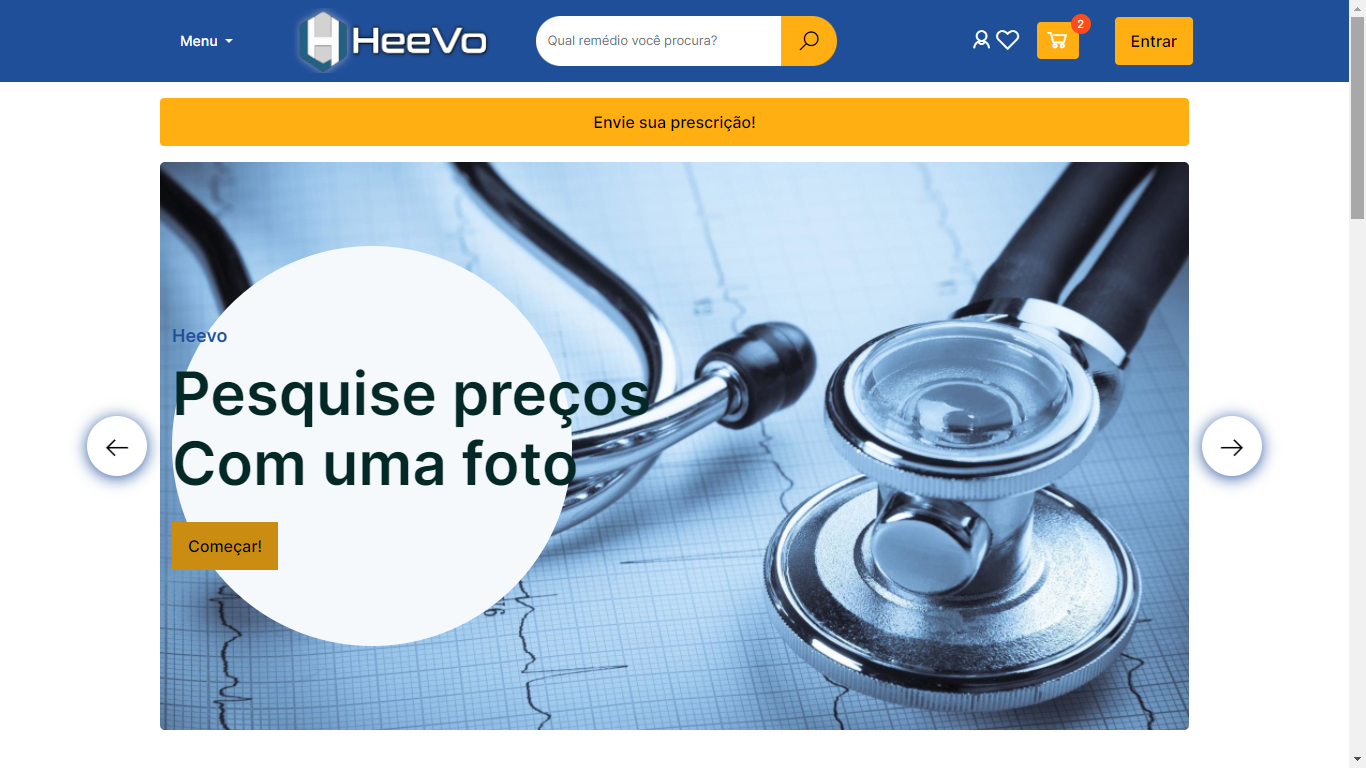 Menu
HeeVo
Qual remédio você procura?
2
Entrar
Envie sua prescrição!
Heevo
Pesquise preços
Com uma foto
Começar!